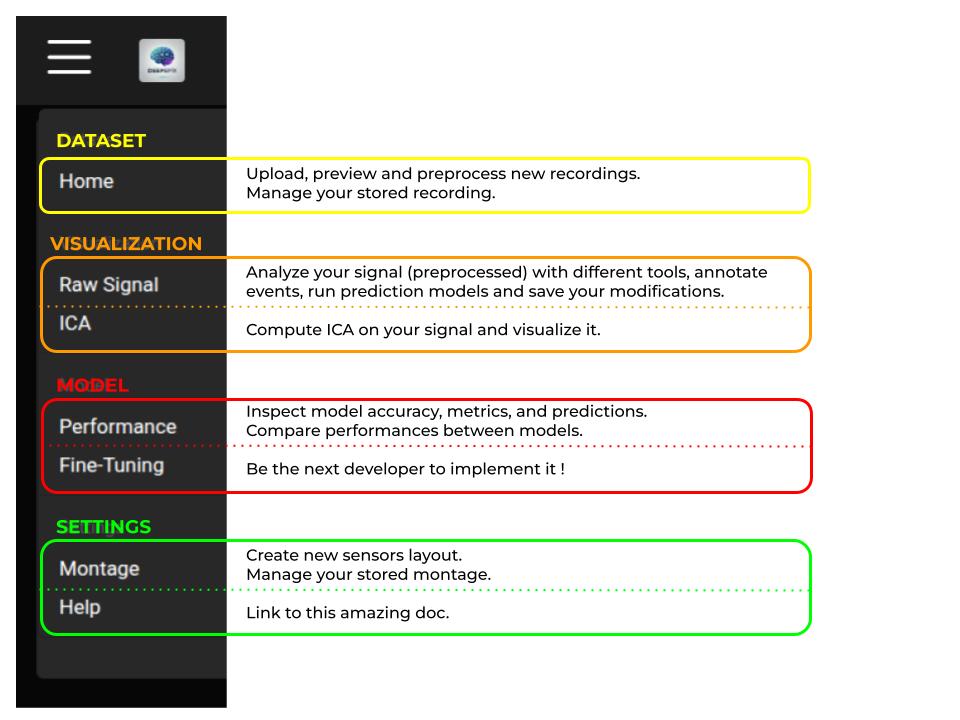 DATASET
Home
Upload, preview and preprocess new recordings.
Manage your stored recording.
VISUALIZATION
Raw Signal
Analyze your signal (preprocessed) with different tools, annotate
events, run prediction models and save your modifications.
ICA
Compute ICA on your signal and visualize it.
MODEL
Performance
Inspect model accuracy, metrics, and predictions.
Compare performances between models.
Fine-Tuning
Be the next developer to implement it !
SETTINGS
Montage
Create new sensors layout.
Manage your stored montage.
Help
Link to this amazing doc.